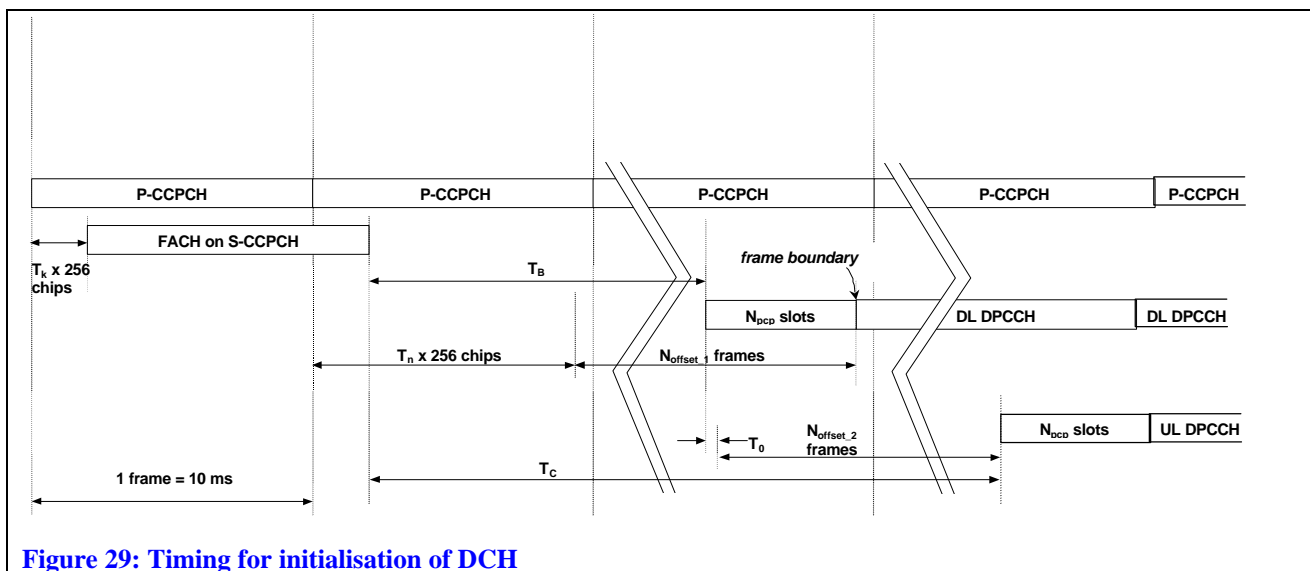 P-CCPCH P-CCPCH P-CCPCH P-CCPCH P-CCPCH
FACH on S-CCPCH
Tk x 256
chips
TB
frame boundary
Npcp slots DL DPCCH DL DPCCH
Tn x 256 chips
Noffset_1 frames
Npcp slots UL DPCCH
T0
Noffset_2
frames
TC
1 frame = 10 ms
Figure 29: Timing for initialisation of DCH